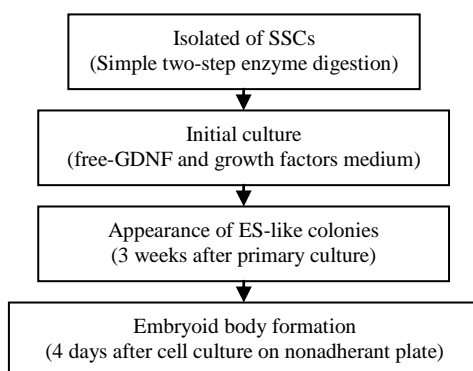 Isolated of SSCs
(Simple two-step enzyme digestion)
Initial culture
(free-GDNF and growth factors medium)
Appearance of ES-like colonies
(3 weeks after primary culture)
Embryoid body formation
(4 days after cell culture on nonadherant plate)